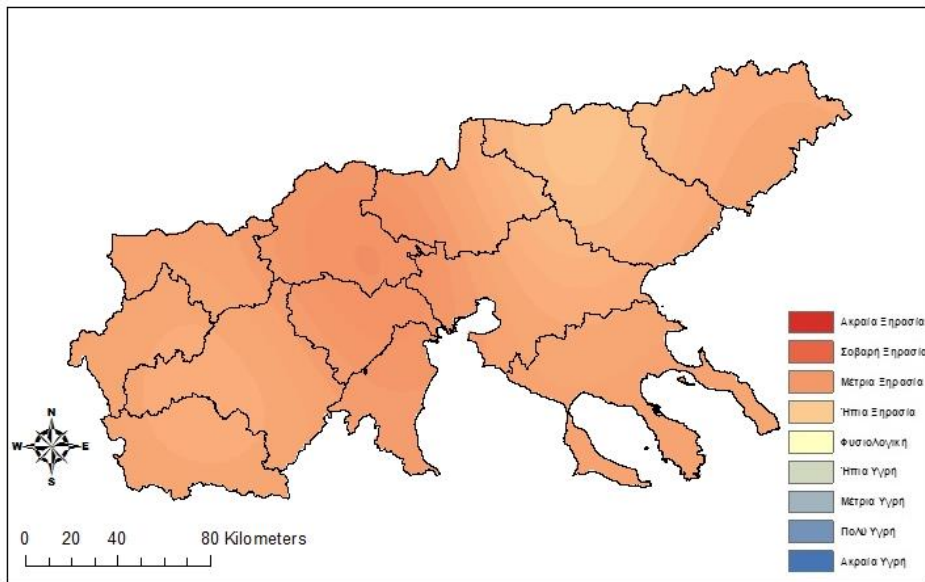 Ακραία Ξηρασία
Σοβαρή Ξηρασία
Μέτρια Ξηρασία
Ήπια Ξηρασία
Φυσιολογική
Ήπια Υγρή
Μέτρια Υγρή
Πολύ Υγρή
Ακραία Υγρή
N
W E
S
0 20 40 80 Kilometers